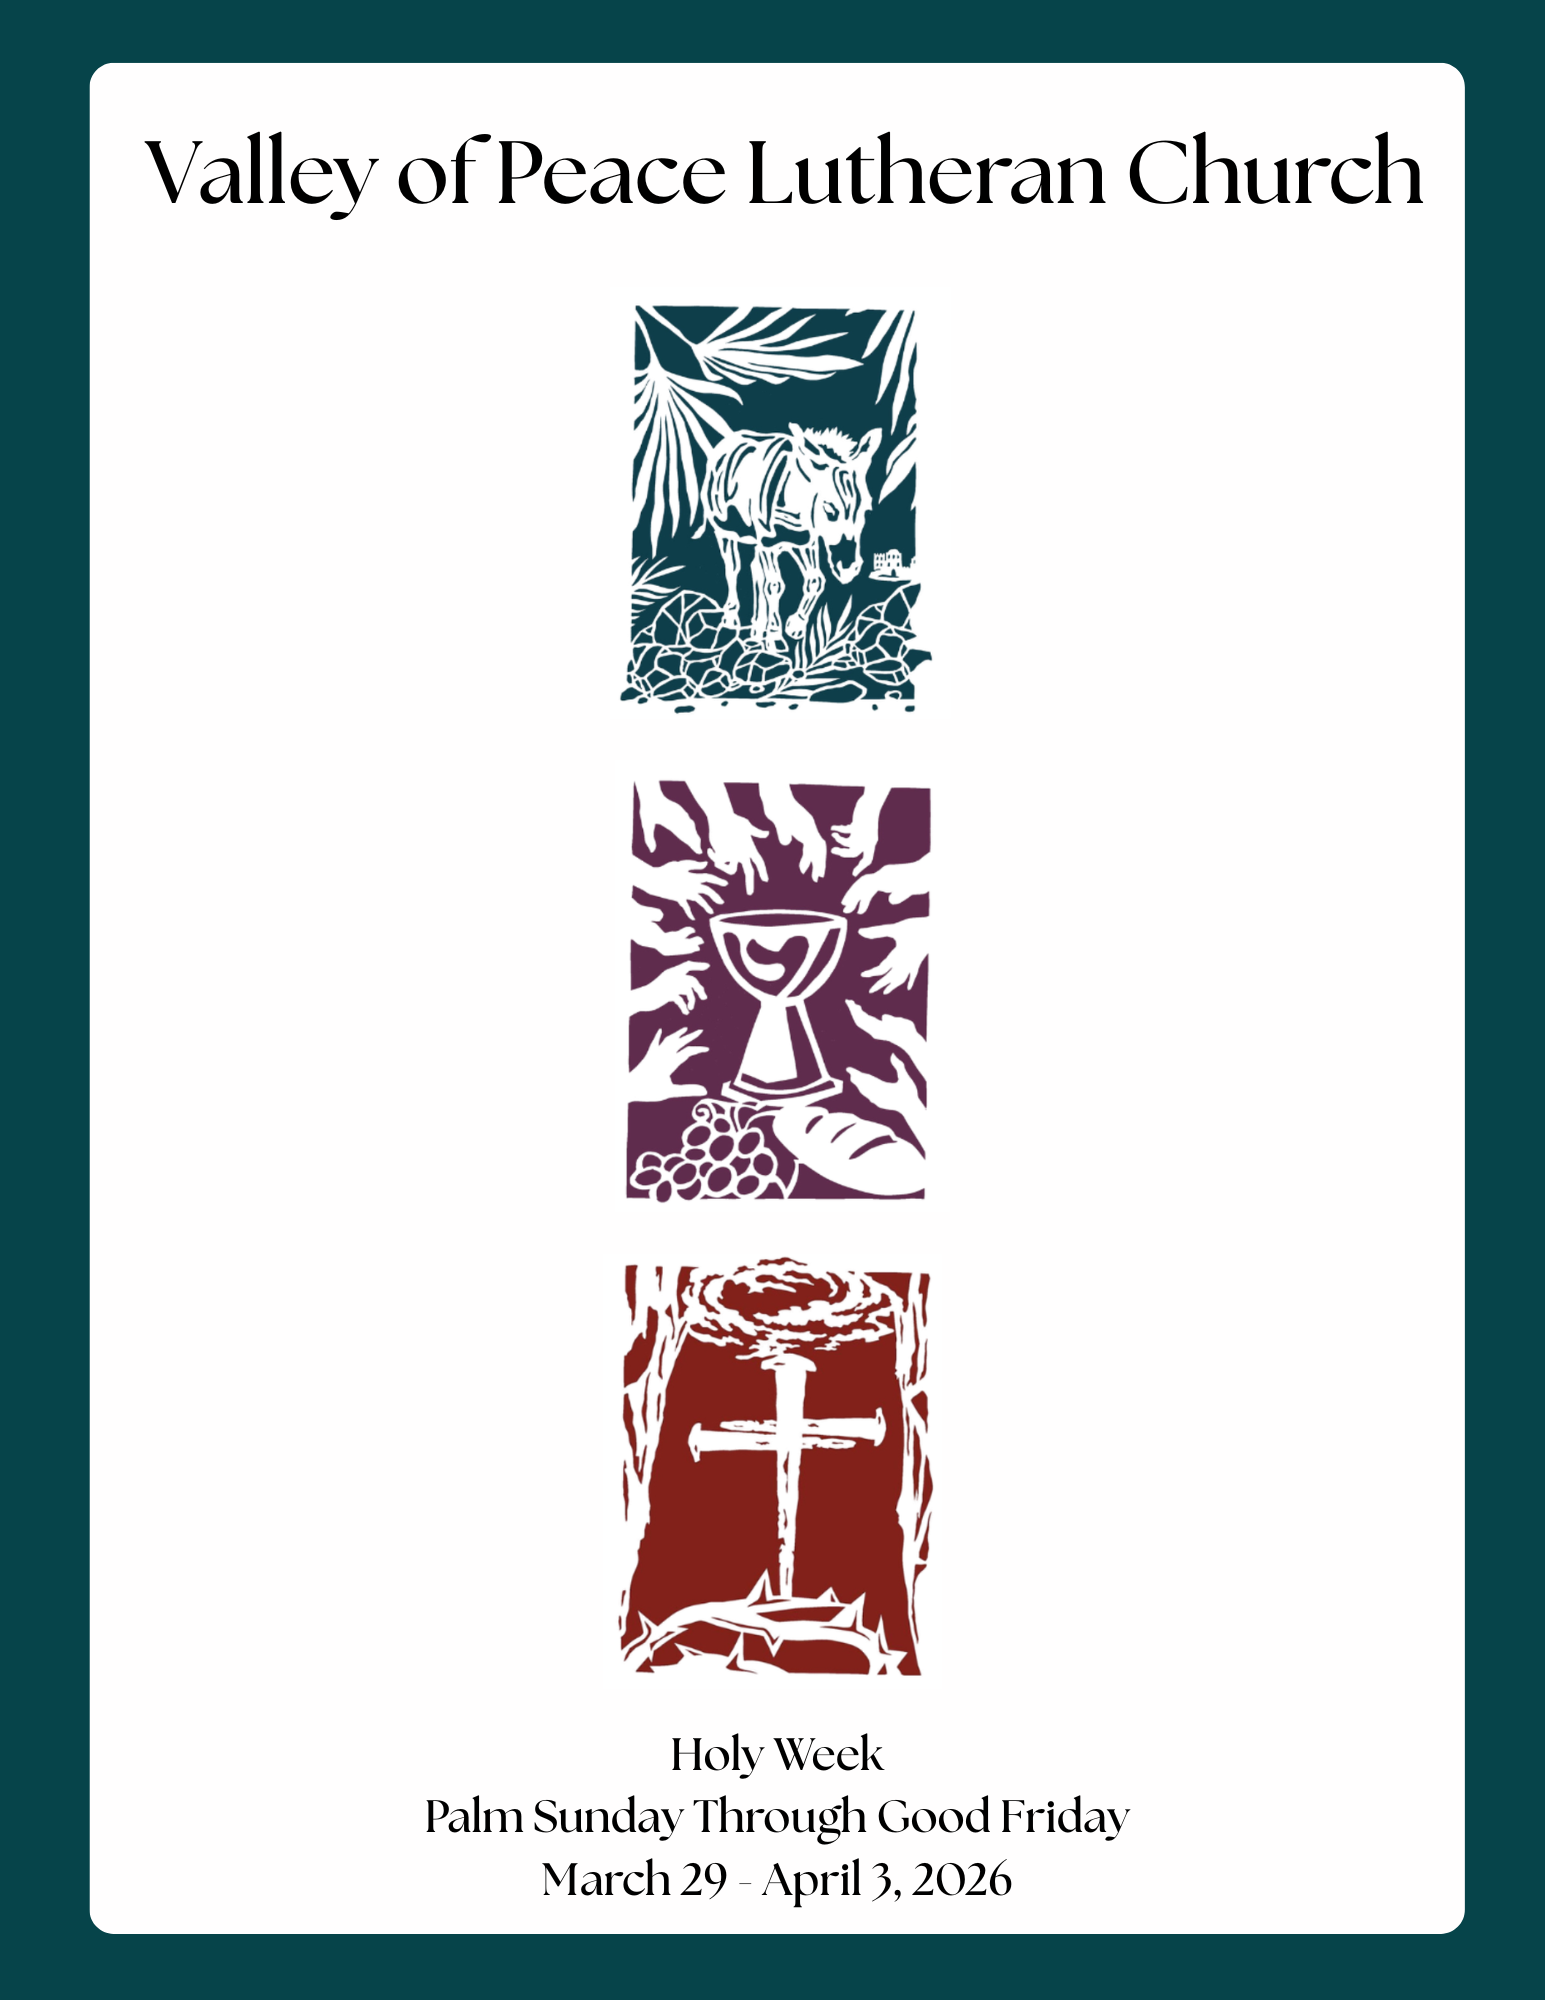 Valley of Peace Lutheran Church
Holy Week
Palm Sunday Through Good Friday
March 29 - April 3, 2026